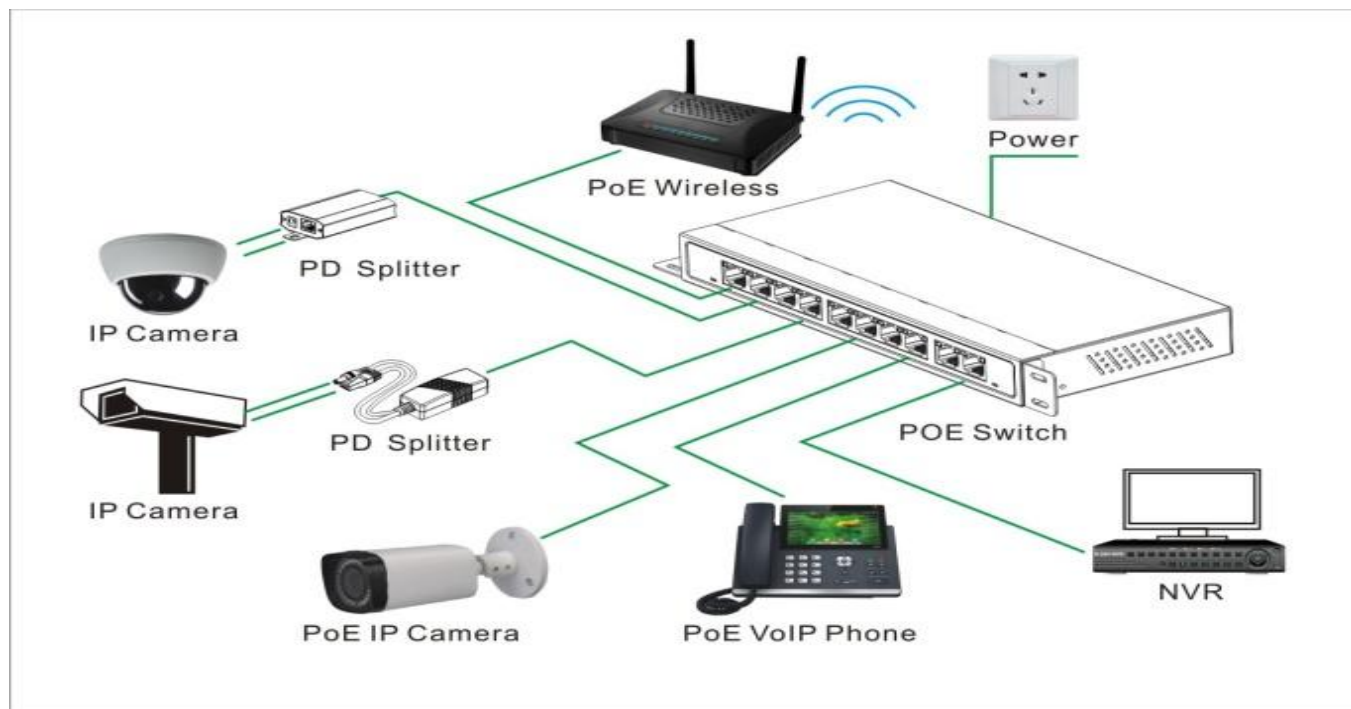 Power
PoE Wireless
PD Splitter
IP Camera
POE Switch
PD Splitter
IP Camera
NVR
PoE IP Camera
PoE VoIP Phone